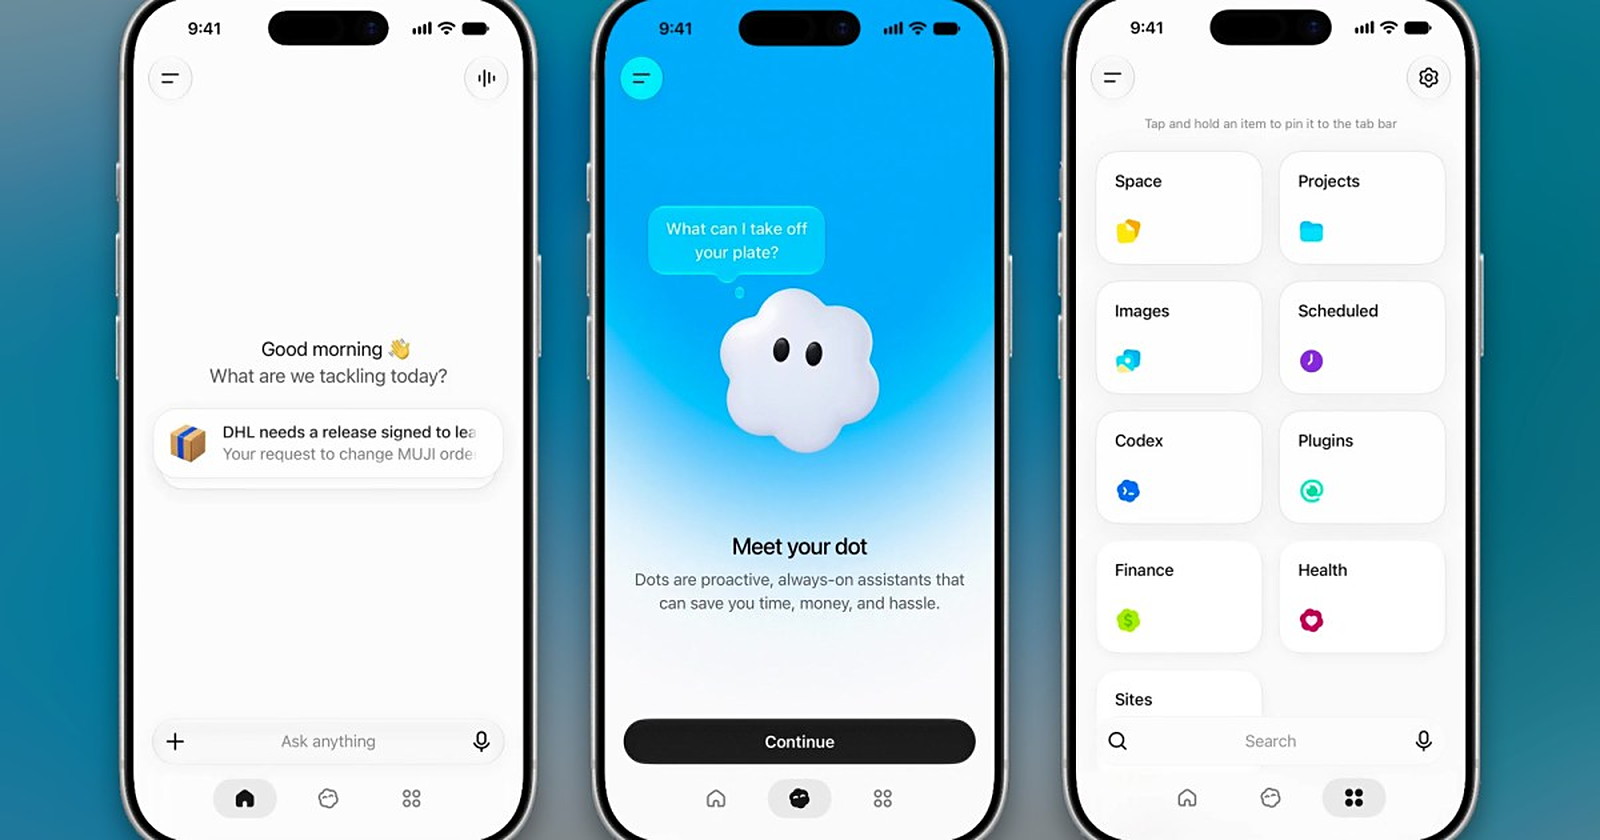 9:41
Good morning 👋
What are we tackling today?
DHL needs a release signed to lea
Your request to change MUJI orde
Ask anything
9:41
What can I take off
your plate?
Meet your dot
Dots are proactive, always-on assistants that
can save you time, money, and hassle.
Continue
9:41
Tap and hold an item to pin it to the tab bar
Space
Projects
Images
Scheduled
Codex
Plugins
Finance
Health
Sites
Search